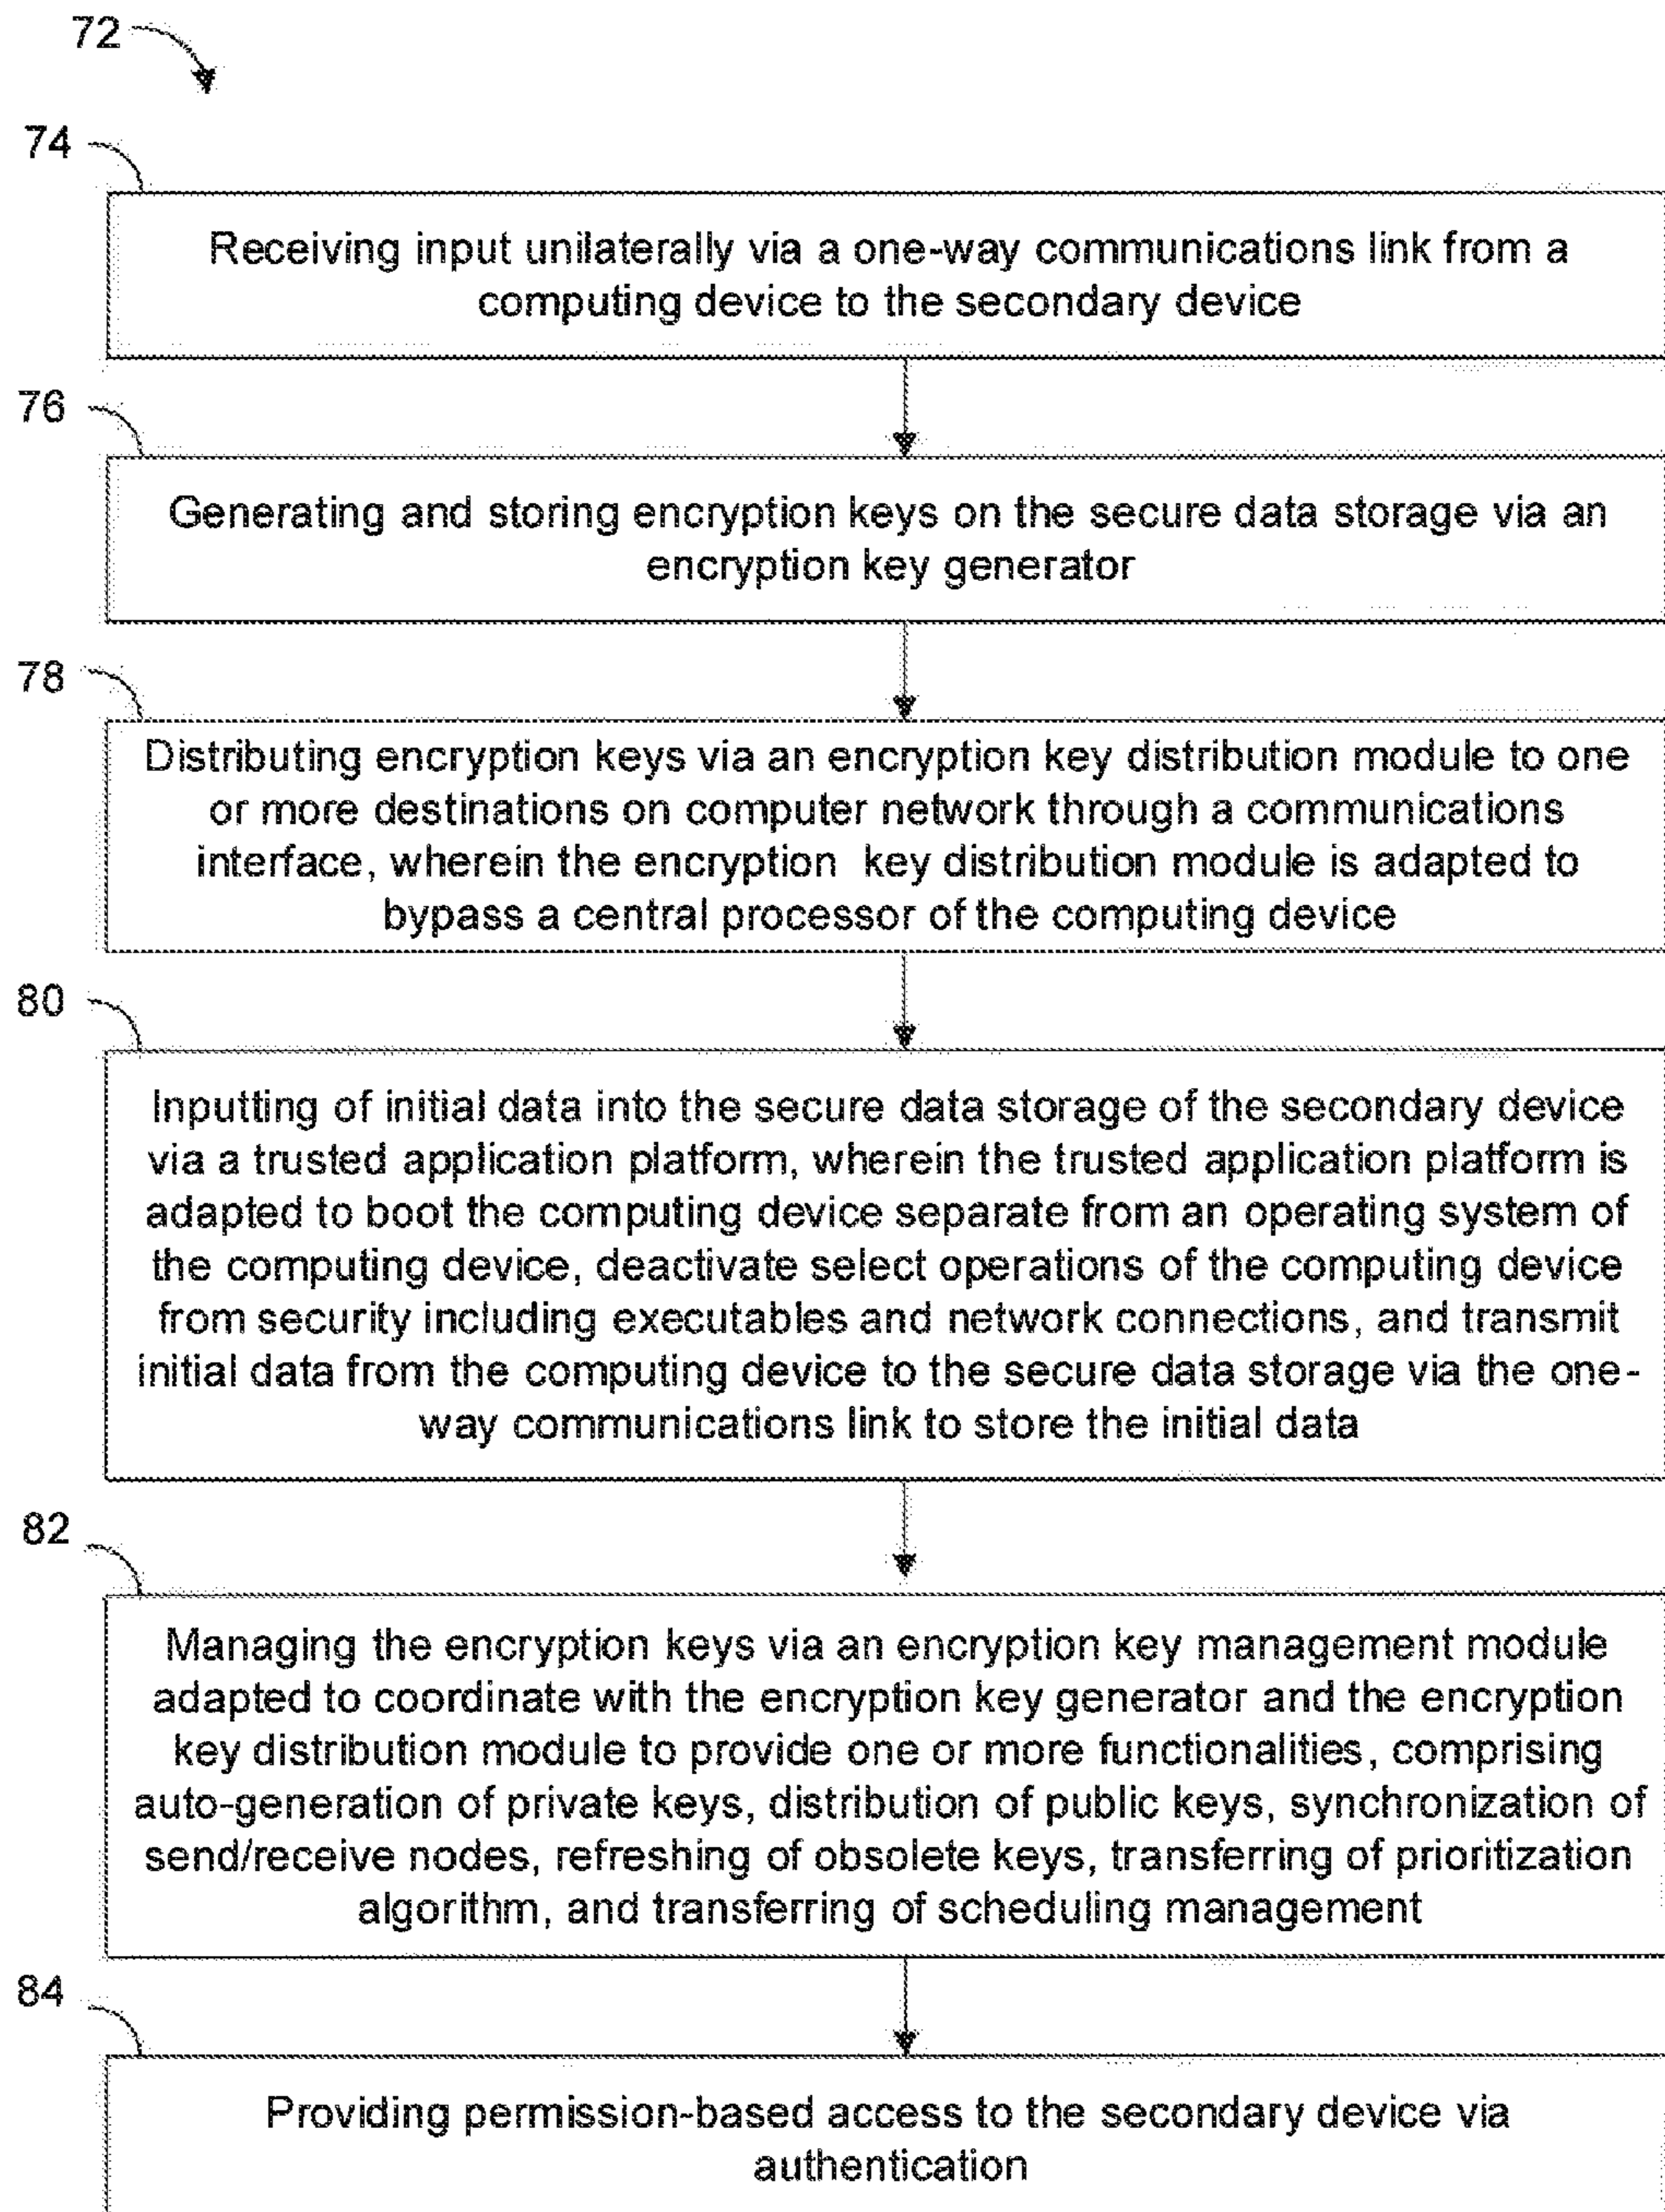 72
74
Receiving input unilaterally via a one-way communications link from a
computing device to the secondary device
76
Generating and storing encryption keys on the secure data storage via an
encryption key generator
78
Distributing encryption keys via an encryption key distribution module to one
or more destinations on computer network through a communications
interface, wherein the encryption key distribution module is adapted to
bypass a central processor of the computing device
80
Inputting of initial data into the secure data storage of the secondary device
via a trusted application platform, wherein the trusted application platform is
adapted to boot the computing device separate from an operating system of
the computing device, deactivate select operations of the computing device
from security including executables and network connections, and transmit
initial data from the computing device to the secure data storage via the one-
way communications link to store the initial data
82
Managing the encryption keys via an encryption key management module
adapted to coordinate with the encryption key generator and the encryption
key distribution module to provide one or more functionalities, comprising
auto-generation of private keys, distribution of public keys, synchronization of
send/receive nodes, refreshing of obsolete keys, transferring of prioritization
algorithm, and transferring of scheduling management
84
Providing permission-based access to the secondary device via
authentication